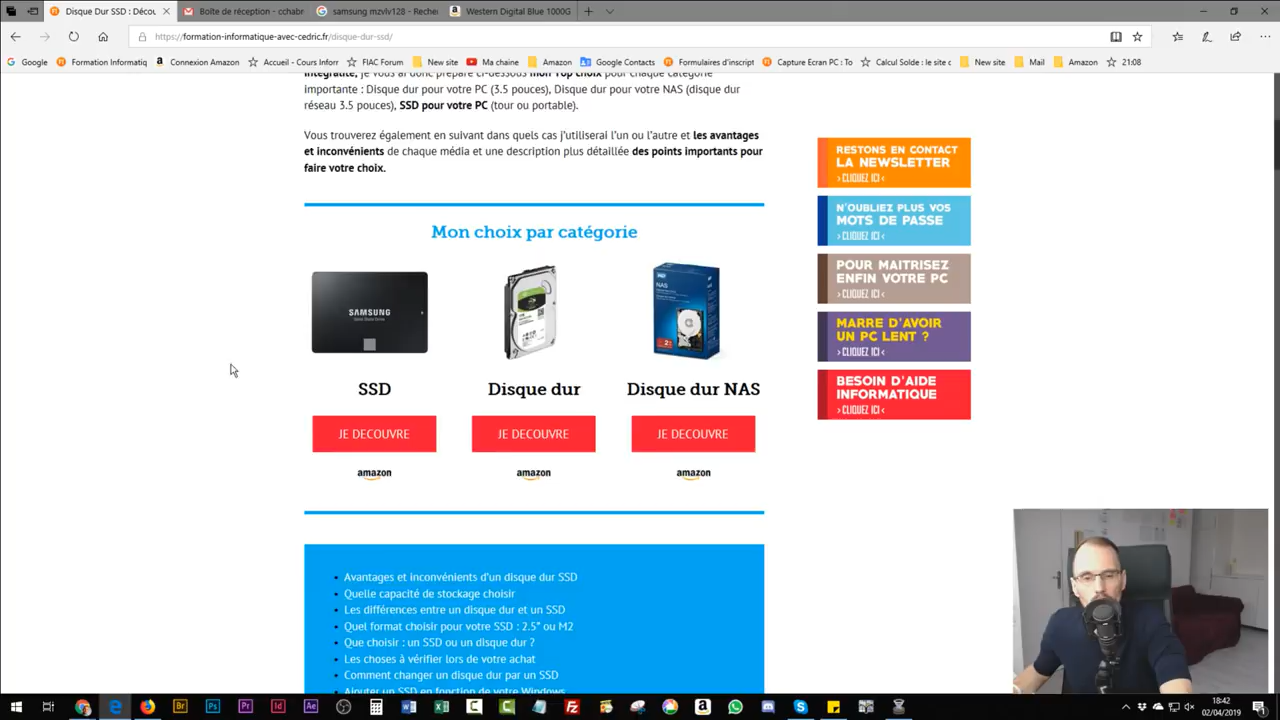 Disque Dur SSD : Décou
Boîte de réception - cchabre
samsung mzvlv128 - Recher
Western Digital Blue 1000G
https://formation-informatique-avec-cedric.fr/disque-dur-ssd/
Google
Formation Informatiq
Connexion Amazon
Accueil - Cours Inforr
FIAC Forum
Ma chaine
New site
Amazon
Google Contacts
Formulaires d'inscript
Capture Ecran PC : To
Calcul Solde : le site c
New site
Mail
Amazon
21:08
intégralité, je vous ai donc préparé ci-dessous mon Top choix pour chaque catégorie
importante : Disque dur pour votre PC (3.5 pouces), Disque dur pour votre NAS (disque dur
réseau 3.5 pouces), SSD pour votre PC (tour ou portable).
Vous trouverez également en suivant dans quels cas j'utiliserai l'un ou l'autre et les avantages
et inconvénients de chaque média et une description plus détaillée des points importants pour
faire votre choix.
Mon choix par catégorie
SAMSUNG
WD
NAS
SSD
Disque dur
Disque dur NAS
JE DECOUVRE
JE DECOUVRE
JE DECOUVRE
amazon
amazon
amazon
Avantages et inconvénients d'un disque dur SSD
Quelle capacité de stockage choisir
Les différences entre un disque dur et un SSD
Quel format choisir pour votre SSD : 2.5" ou M2
Que choisir : un SSD ou un disque dur ?
Les choses à vérifier lors de votre achat
Comment changer un disque dur par un SSD
Ajouter un SSD en fonction de votre Windows
RESTONS EN CONTACT
LA NEWSLETTER
> CLIQUEZ ICI <
N'OUBLIEZ PLUS VOS
MOTS DE PASSE
> CLIQUEZ ICI <
POUR MAITRISEZ
ENFIN VOTRE PC
> CLIQUEZ ICI <
MARRE D'AVOIR
UN PC LENT ?
> CLIQUEZ ICI <
BESOIN D'AIDE
INFORMATIQUE
> CLIQUEZ ICI <
18:42
02/04/2019